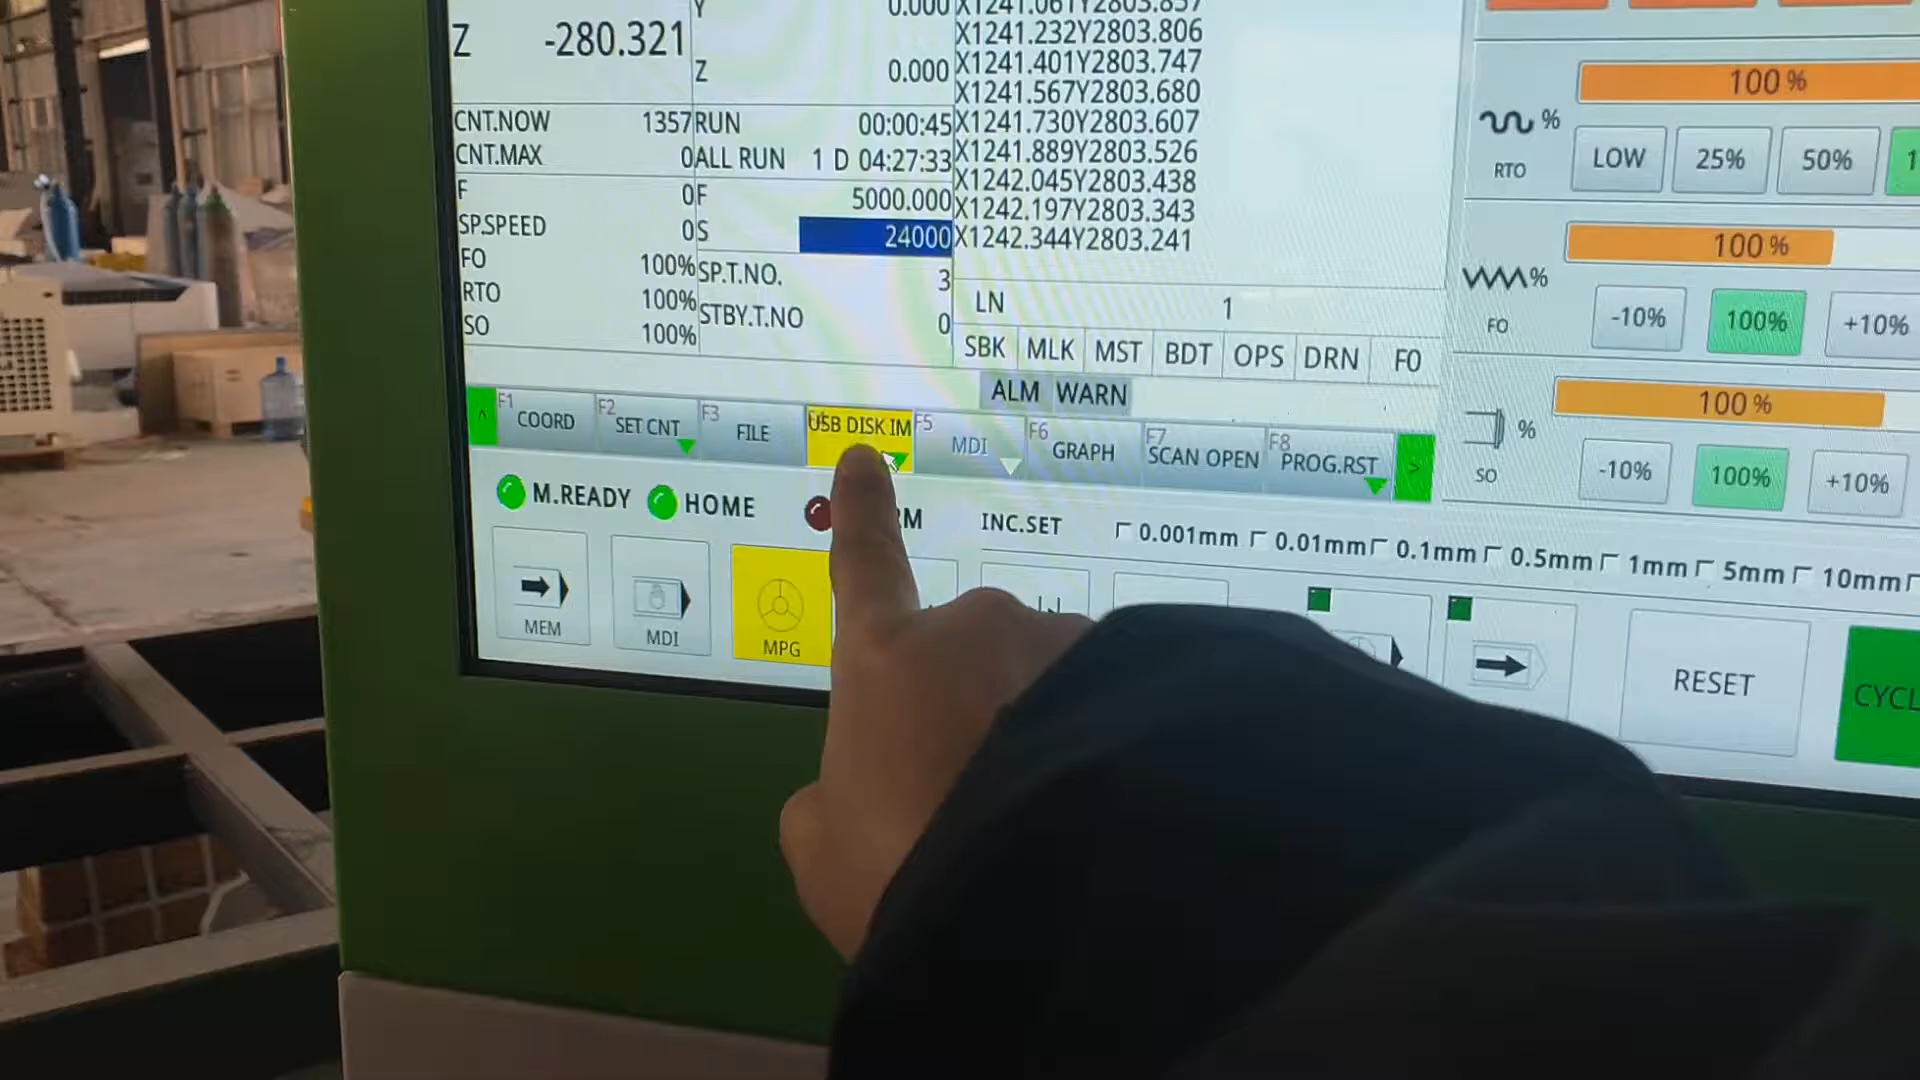 Y 0.000
X1241.061Y2803.857
Z -280.321
X1241.232Y2803.806
Z 0.000
X1241.401Y2803.747
X1241.567Y2803.680
CNT.NOW 1357
RUN 00:00:45
X1241.730Y2803.607
CNT.MAX 0
ALL RUN 1 D 04:27:33
X1241.889Y2803.526
F 0
F 5000.000
X1242.045Y2803.438
SP.SPEED 0
S 24000
X1242.197Y2803.343
X1242.344Y2803.241
FO 100%
SP.T.NO. 3
RTO 100%
STBY.T.NO 0
SO 100%
LN 1
SBK MLK MST BDT OPS DRN F0
ALM WARN
F1 COORD
F2 SET CNT
F3 FILE
USB DISK IM
F5 MDI
F6 GRAPH
F7 SCAN OPEN
F8 PROG.RST
>
M.READY HOME
INC.SET 0.001mm 0.01mm 0.1mm 0.5mm 1mm 5mm 10mm
MEM
MDI
MPG
RESET
100%
%
RTO
LOW 25% 50%
100%
%
FO
-10% 100% +10%
100%
%
SO
-10% 100% +10%